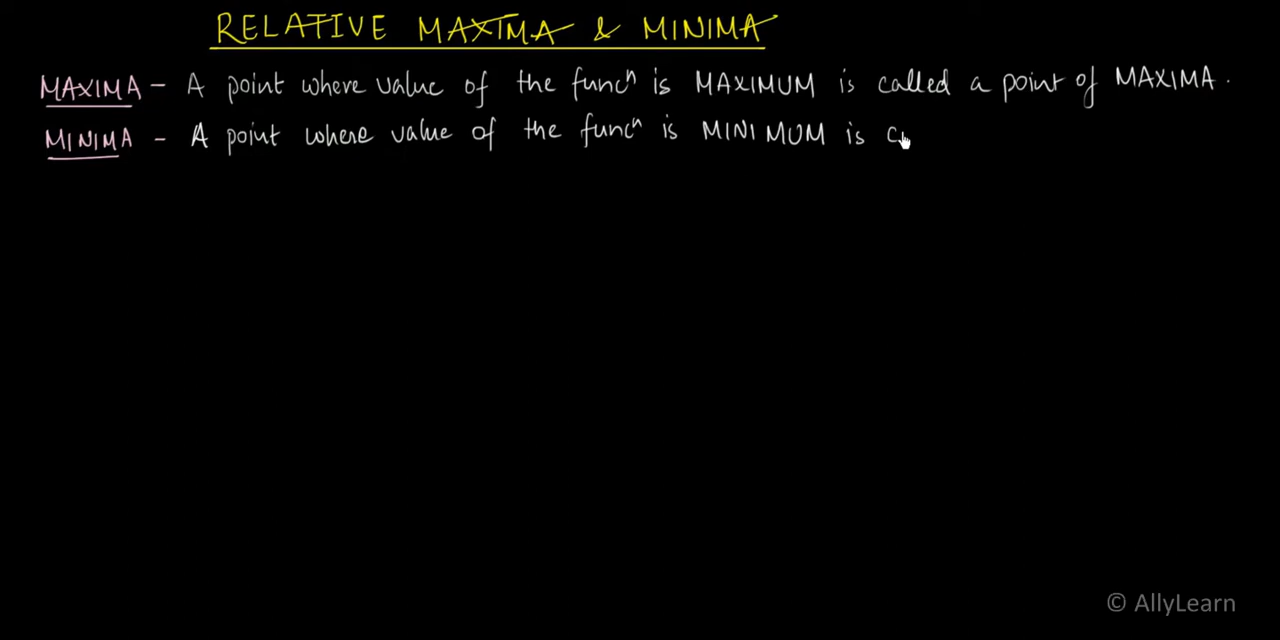 RELATIVE MAXIMA & MINIMA
MAXIMA - A point where value of the funcⁿ is MAXIMUM is called a point of MAXIMA.
MINIMA - A point where value of the funcⁿ is MINIMUM is c
© AllyLearn